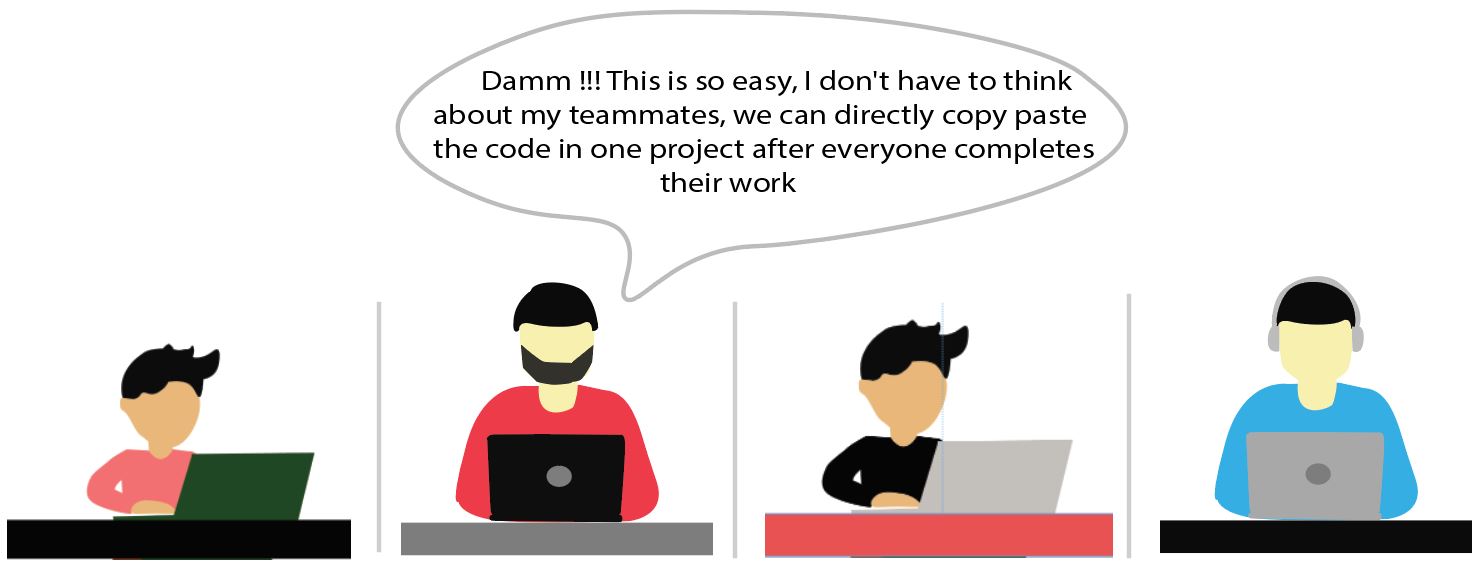 Damm !!! This is so easy, I don't have to think
about my teammates, we can directly copy paste
the code in one project after everyone completes
their work